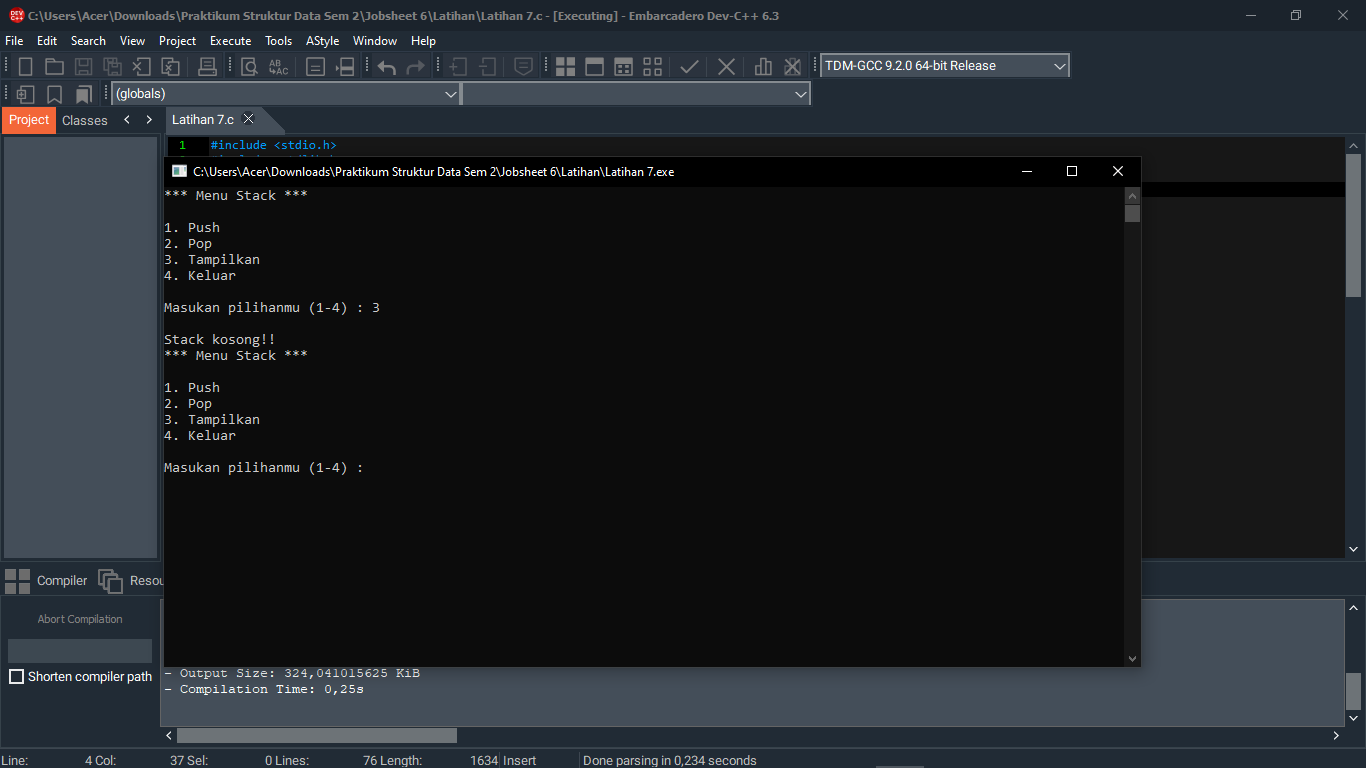 C:\Users\Acer\Downloads\Praktikum Struktur Data Sem 2\Jobsheet 6\Latihan\Latihan 7.c - [Executing] - Embarcadero Dev-C++ 6.3
File Edit Search View Project Execute Tools AStyle Window Help
TDM-GCC 9.2.0 64-bit Release
(globals)
Project Classes Latihan 7.c
1 #include <stdio.h>
C:\Users\Acer\Downloads\Praktikum Struktur Data Sem 2\Jobsheet 6\Latihan\Latihan 7.exe
*** Menu Stack ***
1. Push
2. Pop
3. Tampilkan
4. Keluar
Masukan pilihanmu (1-4) : 3
Stack kosong!!
*** Menu Stack ***
1. Push
2. Pop
3. Tampilkan
4. Keluar
Masukan pilihanmu (1-4) :
Compiler Resou
Abort Compilation
Shorten compiler path
- Output Size: 324,041015625 KiB
- Compilation Time: 0,25s
Line: 4 Col: 37 Sel: 0 Lines: 76 Length: 1634 Insert Done parsing in 0,234 seconds